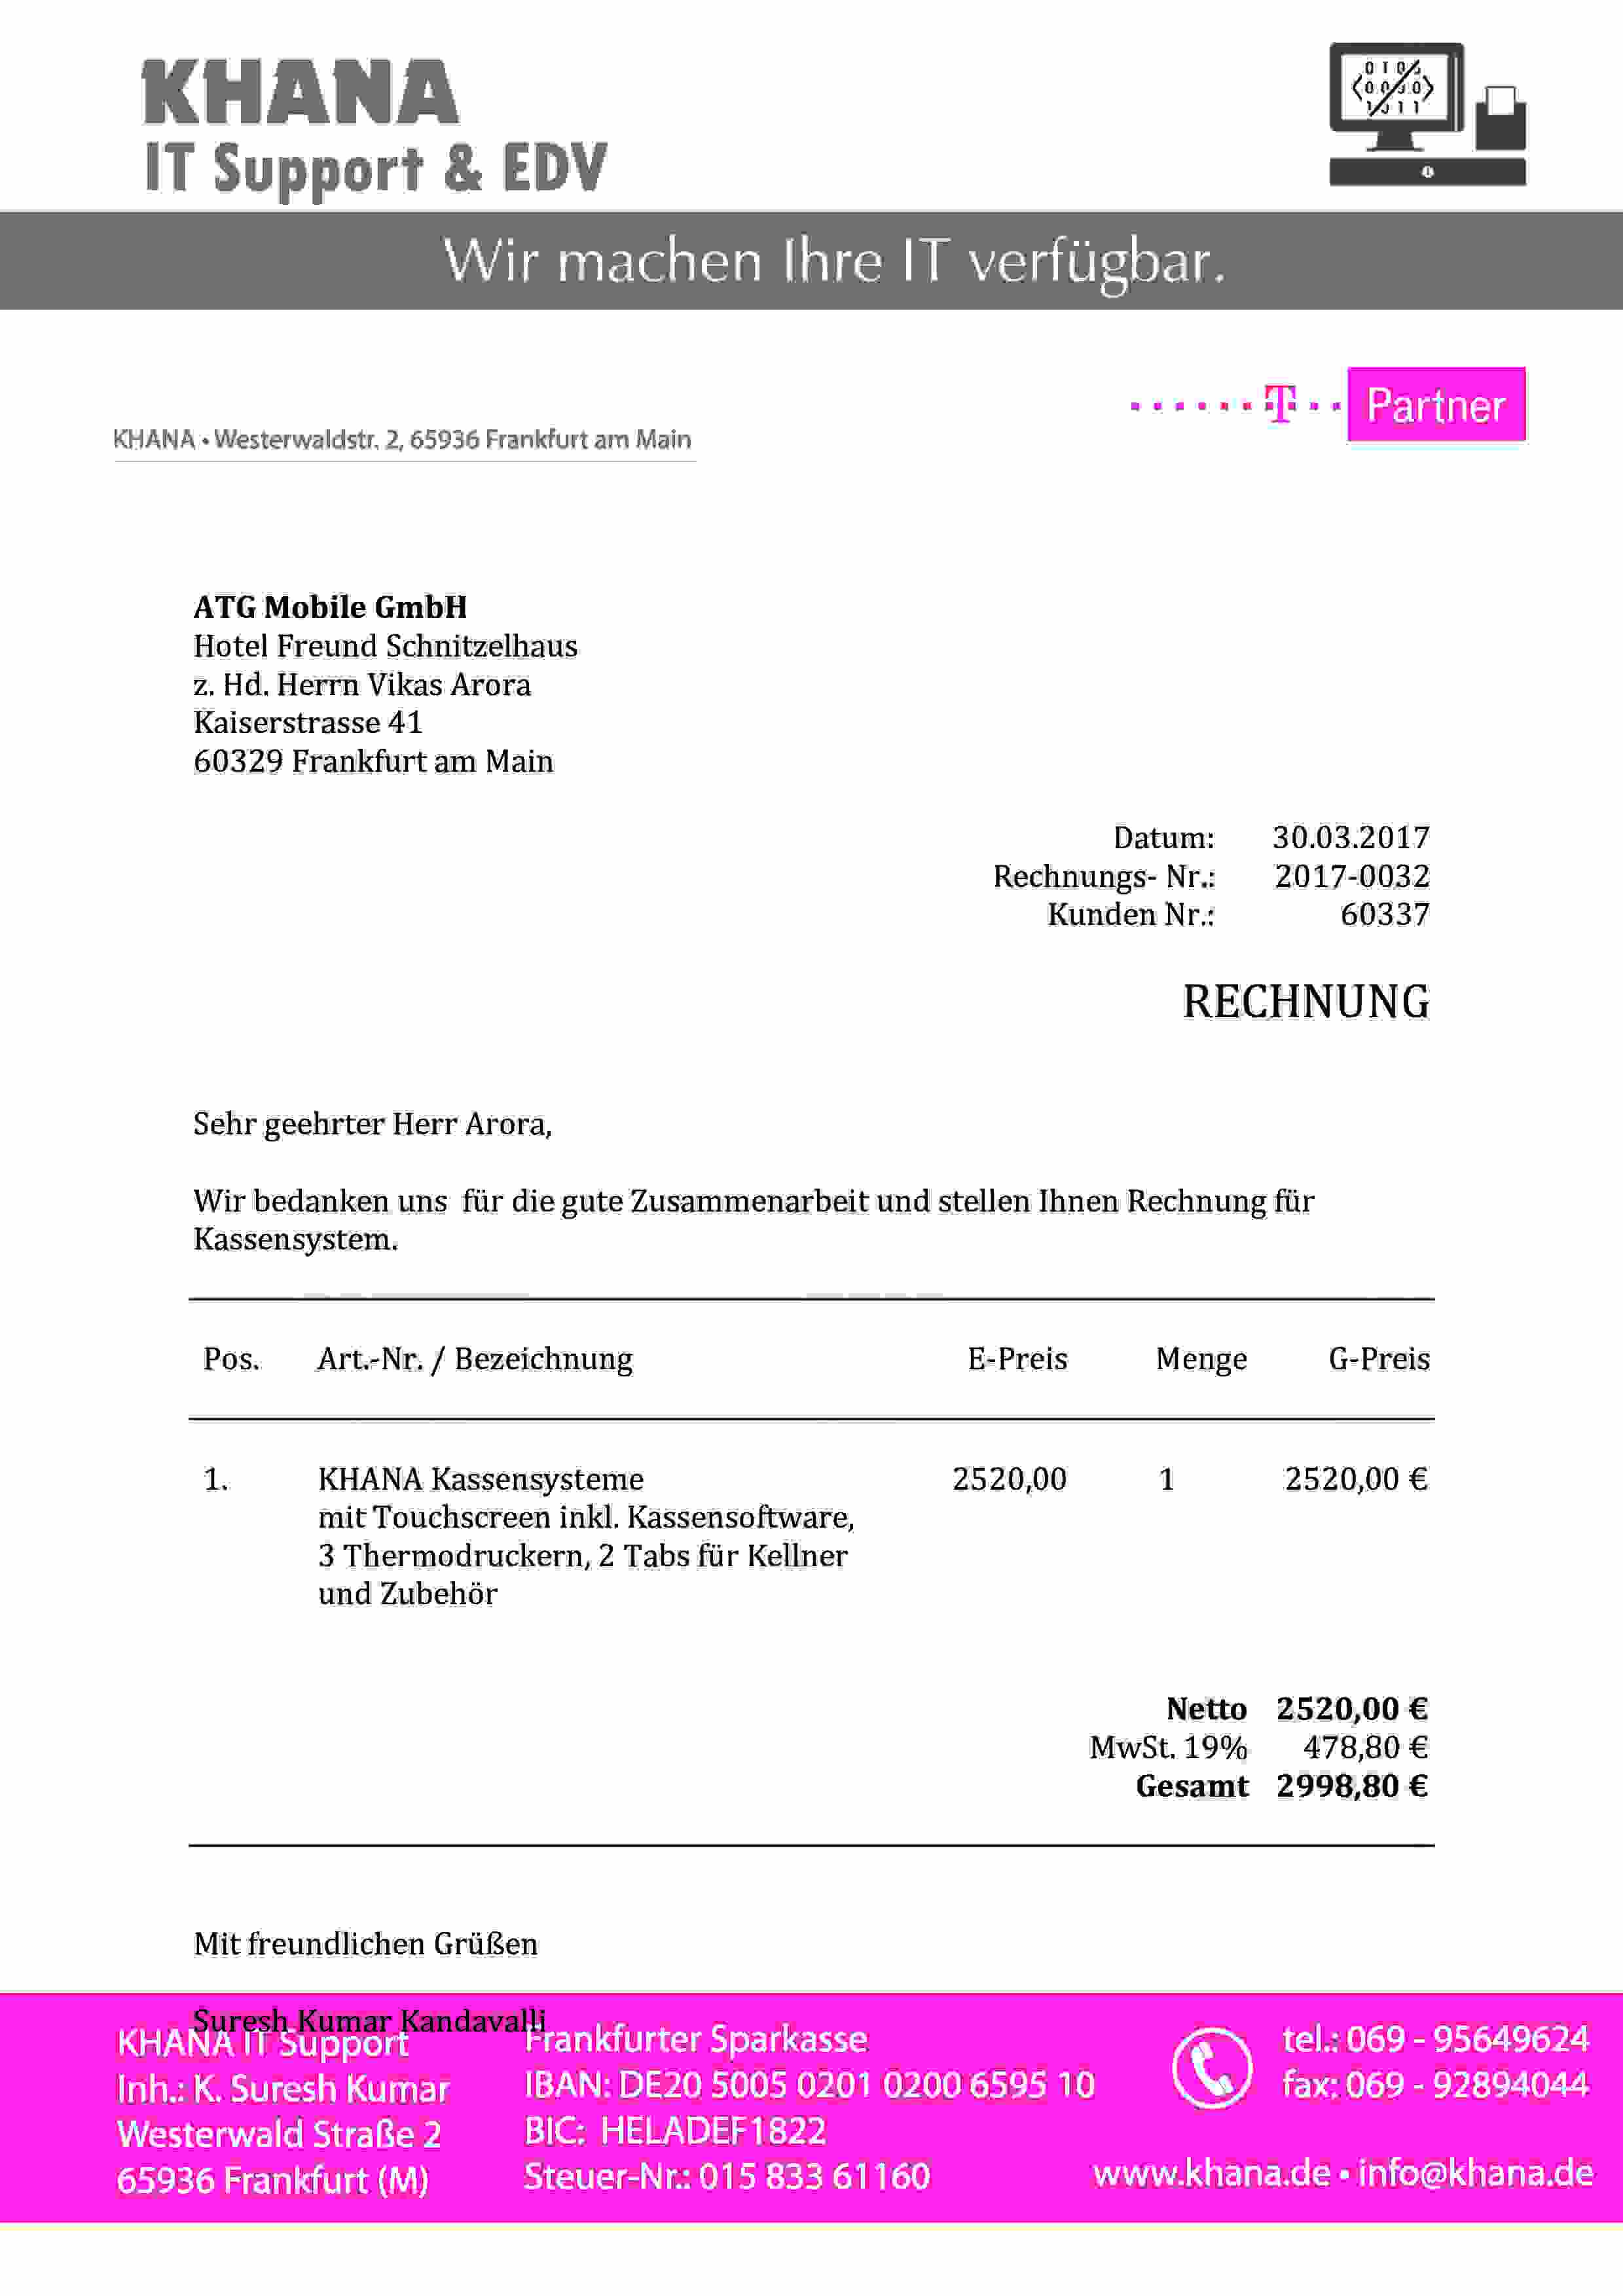 KHANA
IT Support & EDV
Wir machen Ihre IT verfügbar.
T Partner
KHANA • Westerwaldstr. 2, 65936 Frankfurt am Main
ATG Mobile GmbH
Hotel Freund Schnitzelhaus
z. Hd. Herrn Vikas Arora
Kaiserstrasse 41
60329 Frankfurt am Main
Datum: 30.03.2017
Rechnungs- Nr.: 2017-0032
Kunden Nr.: 60337
RECHNUNG
Sehr geehrter Herr Arora,
Wir bedanken uns für die gute Zusammenarbeit und stellen Ihnen Rechnung für
Kassensystem.
Pos. Art.-Nr. / Bezeichnung E-Preis Menge G-Preis
1. KHANA Kassensysteme 2520,00 1 2520,00 €
mit Touchscreen inkl. Kassensoftware,
3 Thermodruckern, 2 Tabs für Kellner
und Zubehör
Netto 2520,00 €
MwSt. 19% 478,80 €
Gesamt 2998,80 €
Mit freundlichen Grüßen
Suresh Kumar Kandavalli
KHANA IT Support
Inh.: K. Suresh Kumar
Westerwald Straße 2
65936 Frankfurt (M)
Frankfurter Sparkasse
IBAN: DE20 5005 0201 0200 6595 10
BIC: HELADEF1822
Steuer-Nr.: 015 833 61160
tel.: 069 - 95649624
fax: 069 - 92894044
www.khana.de • info@khana.de